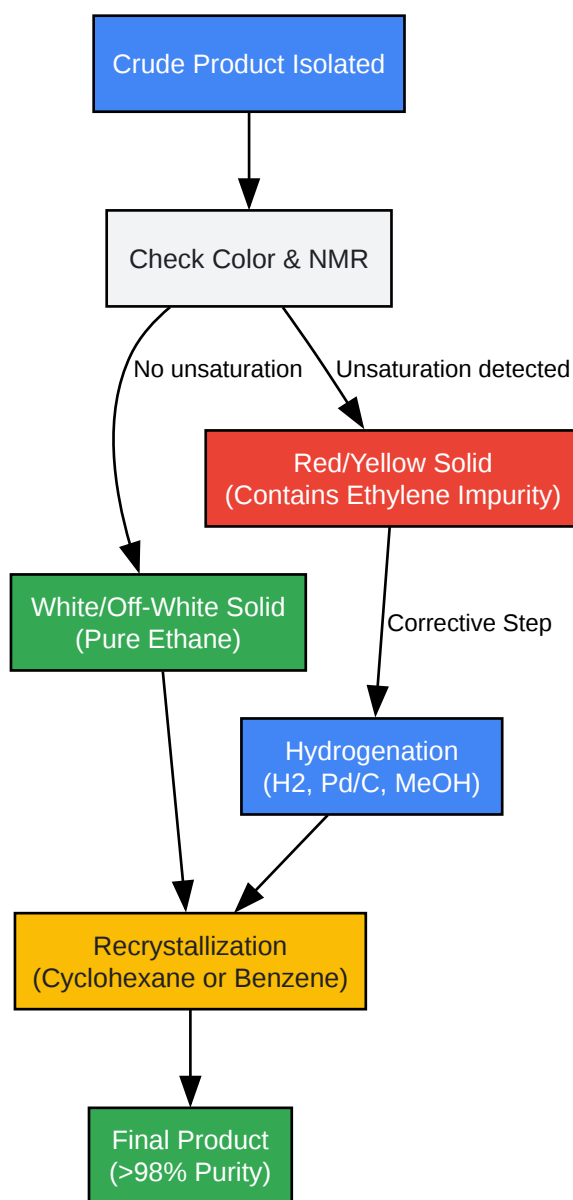 Crude Product Isolated
Check Color & NMR
No unsaturation
Unsaturation detected
Red/Yellow Solid
(Contains Ethylene Impurity)
White/Off-White Solid
(Pure Ethane)
Corrective Step
Hydrogenation
(H2, Pd/C, MeOH)
Recrystallization
(Cyclohexane or Benzene)
Final Product
(>98% Purity)